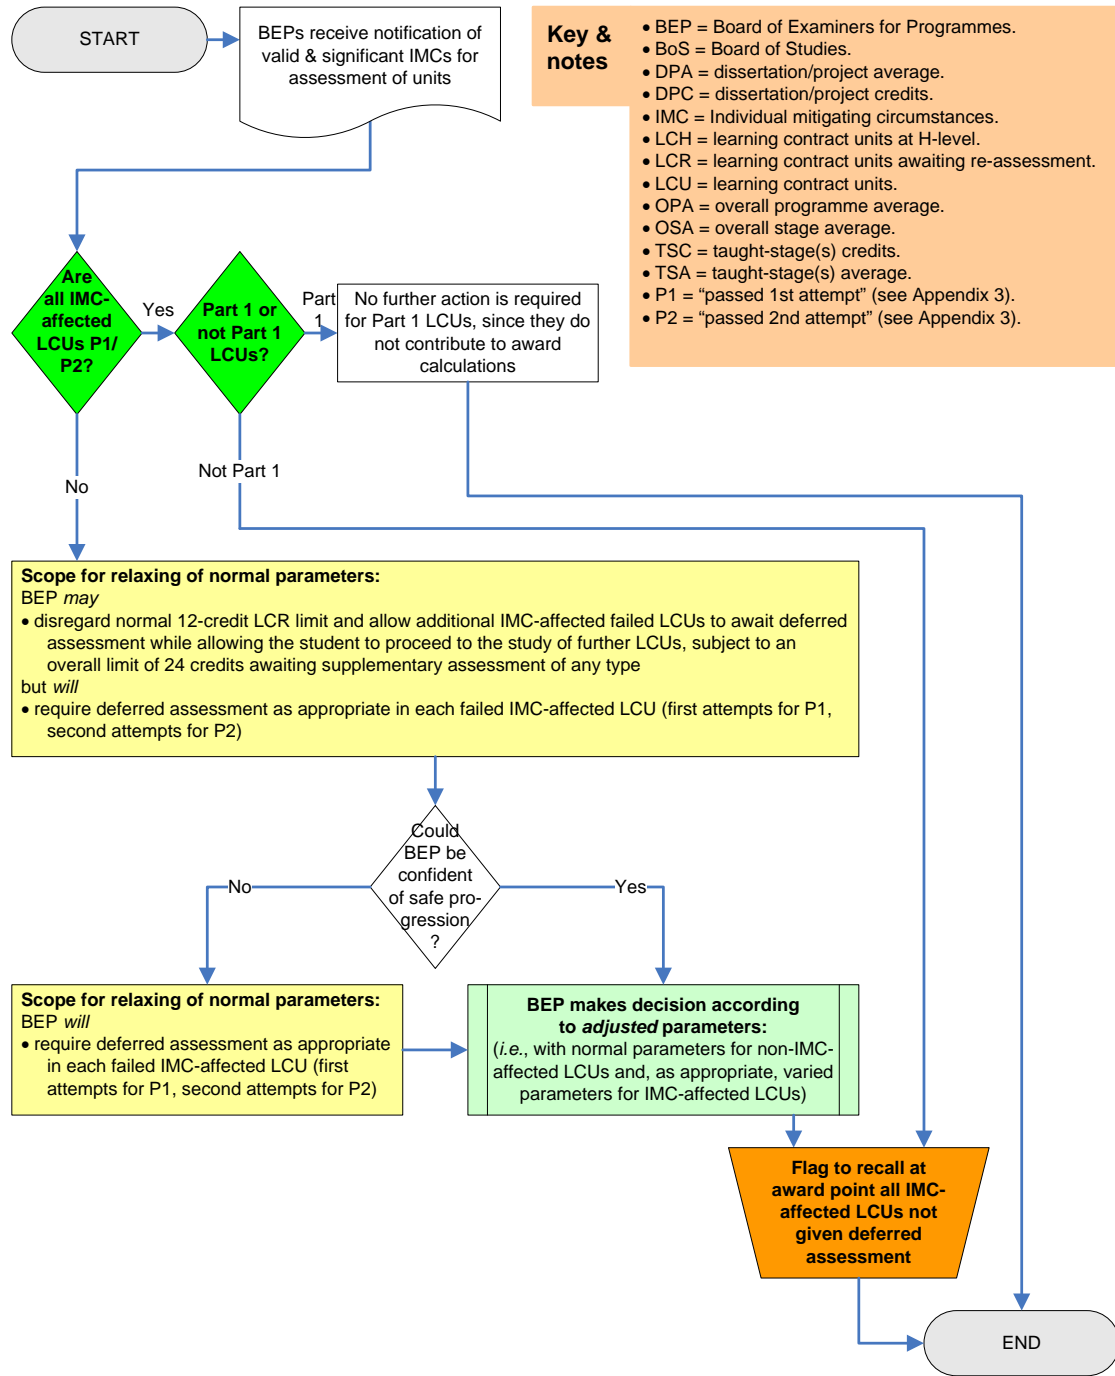 START
BEPs receive notification of
valid & significant IMCs for
assessment of units
Key &
notes
• BEP = Board of Examiners for Programmes.
• BoS = Board of Studies.
• DPA = dissertation/project average.
• DPC = dissertation/project credits.
• IMC = Individual mitigating circumstances.
• LCH = learning contract units at H-level.
• LCR = learning contract units awaiting re-assessment.
• LCU = learning contract units.
• OPA = overall programme average.
• OSA = overall stage average.
• TSC = taught-stage(s) credits.
• TSA = taught-stage(s) average.
• P1 = “passed 1st attempt” (see Appendix 3).
• P2 = “passed 2nd attempt” (see Appendix 3).
Are
all IMC-
affected
LCUs P1/
P2?
Yes
Part 1 or
not Part 1
LCUs?
Part
1
No further action is required
for Part 1 LCUs, since they do
not contribute to award
calculations
No
Not Part 1
Scope for relaxing of normal parameters:
BEP may
• disregard normal 12-credit LCR limit and allow additional IMC-affected failed LCUs to await deferred
assessment while allowing the student to proceed to the study of further LCUs, subject to an
overall limit of 24 credits awaiting supplementary assessment of any type
but will
• require deferred assessment as appropriate in each failed IMC-affected LCU (first attempts for P1,
second attempts for P2)
Could
BEP be
confident
of safe pro-
gression
?
No
Yes
Scope for relaxing of normal parameters:
BEP will
• require deferred assessment as appropriate
in each failed IMC-affected LCU (first
attempts for P1, second attempts for P2)
BEP makes decision according
to adjusted parameters:
(i.e., with normal parameters for non-IMC-
affected LCUs and, as appropriate, varied
parameters for IMC-affected LCUs)
Flag to recall at
award point all IMC-
affected LCUs not
given deferred
assessment
END